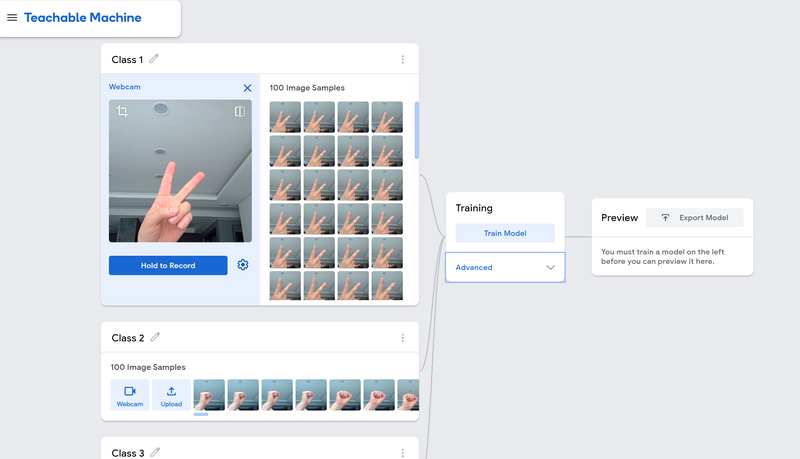 Teachable Machine
Class 1
Webcam
100 Image Samples
Hold to Record
Class 2
100 Image Samples
Webcam
Upload
Class 3
Training
Train Model
Advanced
Preview
Export Model
You must train a model on the left
before you can preview it here.